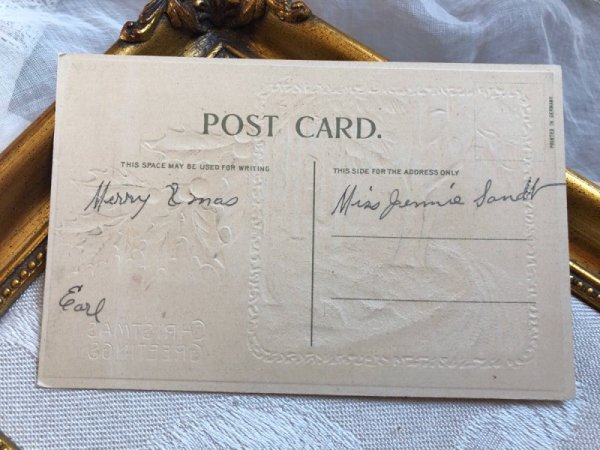 POST CARD.
THIS SPACE MAY BE USED FOR WRITING
THIS SIDE FOR THE ADDRESS ONLY
Merry Xmas
Miss Jennie Sandt
Earl
CHRISTMAS
GREETINGS
PRINTED IN GERMANY